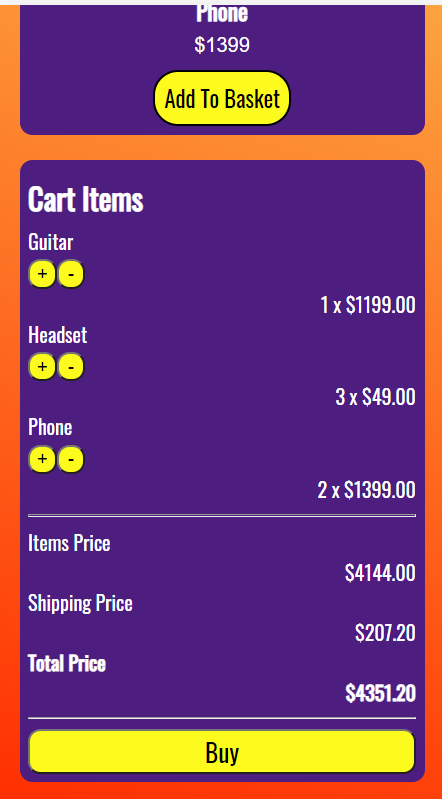 Phone
$1399
Add To Basket
Cart Items
Guitar
+ -
1 x $1199.00
Headset
+ -
3 x $49.00
Phone
+ -
2 x $1399.00
Items Price
$4144.00
Shipping Price
$207.20
Total Price
$4351.20
Buy